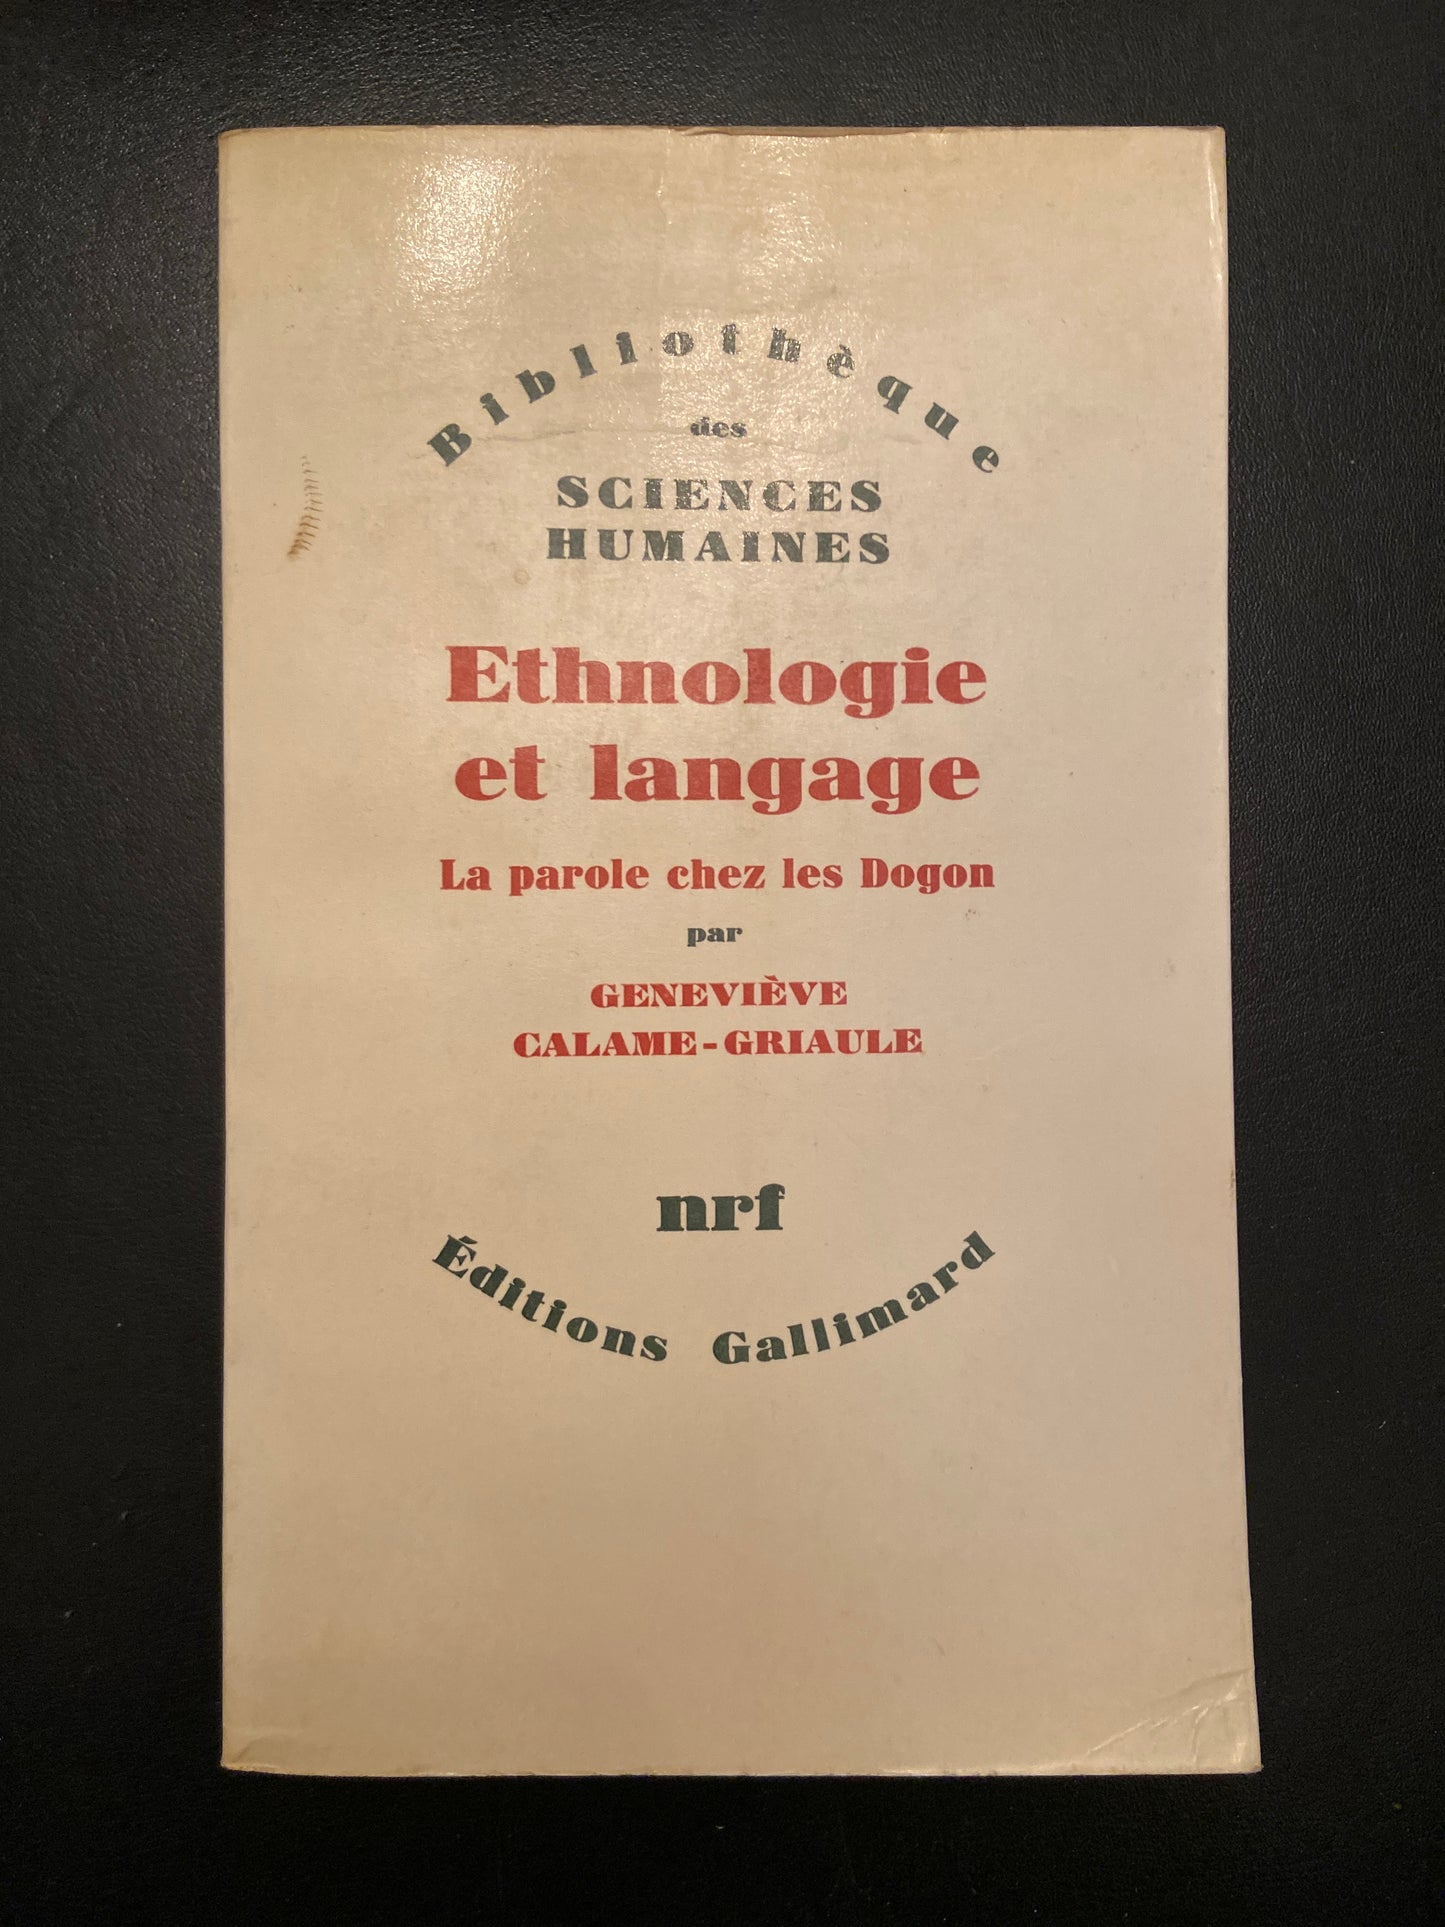 Bibliothèque
des
SCIENCES
HUMAINES
Ethnologie
et langage
La parole chez les Dogon
par
GENEVIÈVE
CALAME-GRIAULE
nrf
Éditions Gallimard